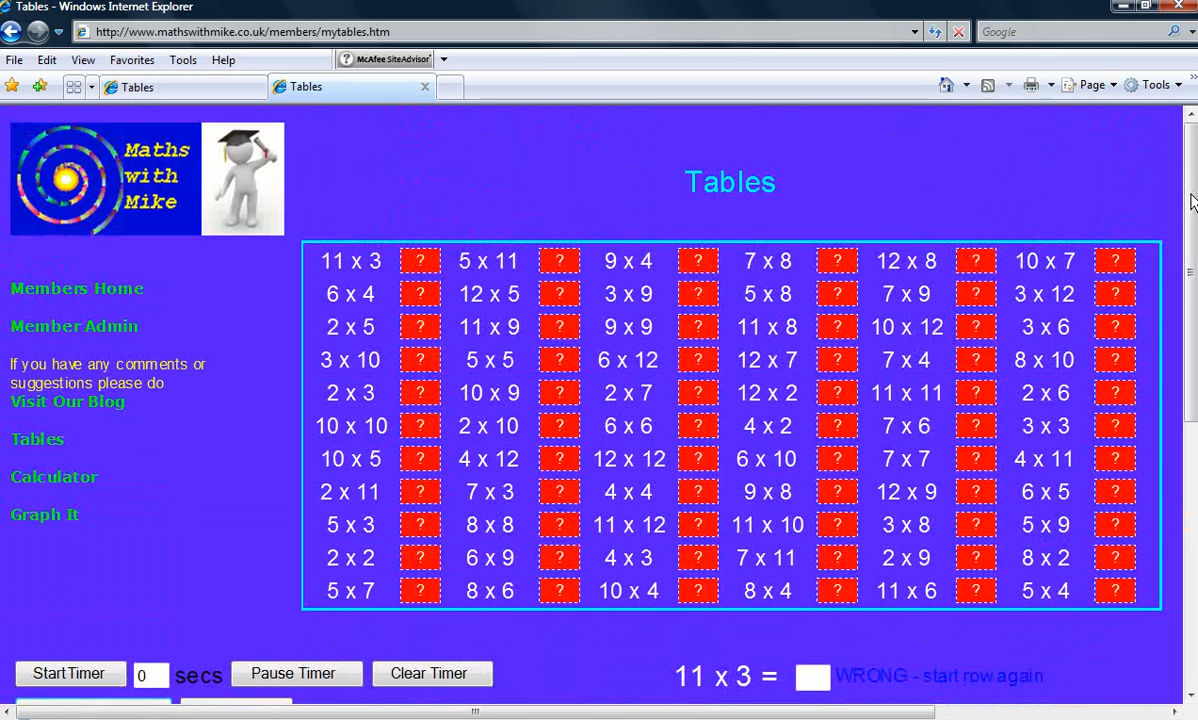 Tables - Windows Internet Explorer
http://www.mathswithmike.co.uk/members/mytables.htm
Google
File Edit View Favorites Tools Help
McAfee SiteAdvisor
Tables
Tables
Page
Tools
Maths
with
Mike
Tables
11 x 3 ? 5 x 11 ? 9 x 4 ? 7 x 8 ? 12 x 8 ? 10 x 7 ?
6 x 4 ? 12 x 5 ? 3 x 9 ? 5 x 8 ? 7 x 9 ? 3 x 12 ?
2 x 5 ? 11 x 9 ? 9 x 9 ? 11 x 8 ? 10 x 12 ? 3 x 6 ?
3 x 10 ? 5 x 5 ? 6 x 12 ? 12 x 7 ? 7 x 4 ? 8 x 10 ?
2 x 3 ? 10 x 9 ? 2 x 7 ? 12 x 2 ? 11 x 11 ? 2 x 6 ?
10 x 10 ? 2 x 10 ? 6 x 6 ? 4 x 2 ? 7 x 6 ? 3 x 3 ?
10 x 5 ? 4 x 12 ? 12 x 12 ? 6 x 10 ? 7 x 7 ? 4 x 11 ?
2 x 11 ? 7 x 3 ? 4 x 4 ? 9 x 8 ? 12 x 9 ? 6 x 5 ?
5 x 3 ? 8 x 8 ? 11 x 12 ? 11 x 10 ? 3 x 8 ? 5 x 9 ?
2 x 2 ? 6 x 9 ? 4 x 3 ? 7 x 11 ? 2 x 9 ? 8 x 2 ?
5 x 7 ? 8 x 6 ? 10 x 4 ? 8 x 4 ? 11 x 6 ? 5 x 4 ?
Members Home
Member Admin
If you have any comments or
suggestions please do
Visit Our Blog
Tables
Calculator
Graph It
StartTimer 0 secs Pause Timer Clear Timer
11 x 3 = WRONG - start row again